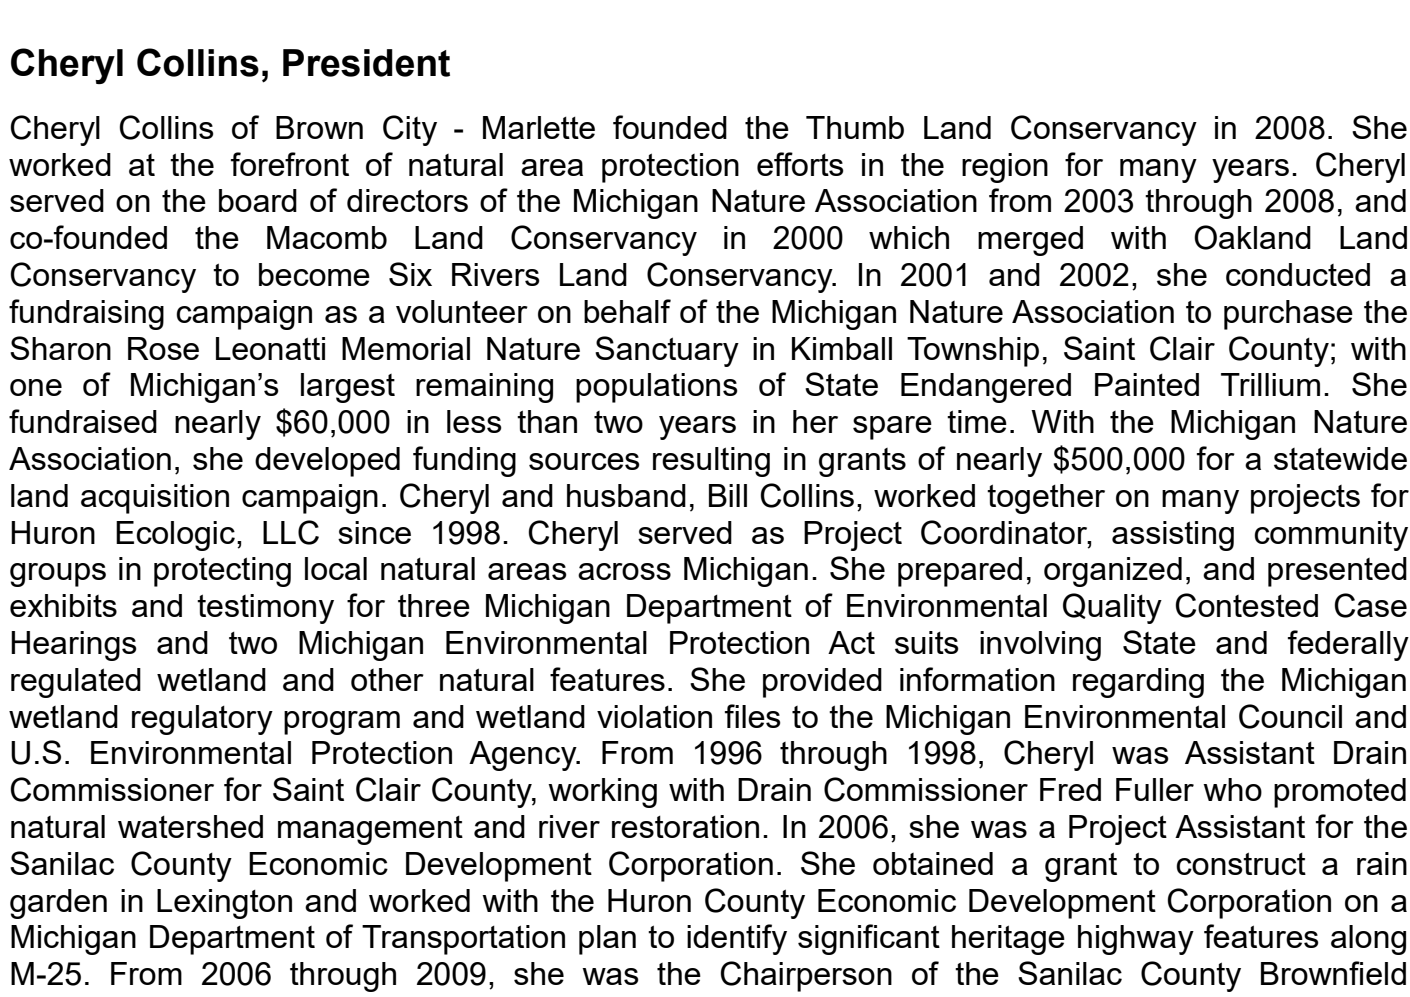 Cheryl Collins, President
Cheryl Collins of Brown City - Marlette founded the Thumb Land Conservancy in 2008. She
worked at the forefront of natural area protection efforts in the region for many years. Cheryl
served on the board of directors of the Michigan Nature Association from 2003 through 2008, and
co-founded the Macomb Land Conservancy in 2000 which merged with Oakland Land
Conservancy to become Six Rivers Land Conservancy. In 2001 and 2002, she conducted a
fundraising campaign as a volunteer on behalf of the Michigan Nature Association to purchase the
Sharon Rose Leonatti Memorial Nature Sanctuary in Kimball Township, Saint Clair County; with
one of Michigan’s largest remaining populations of State Endangered Painted Trillium. She
fundraised nearly $60,000 in less than two years in her spare time. With the Michigan Nature
Association, she developed funding sources resulting in grants of nearly $500,000 for a statewide
land acquisition campaign. Cheryl and husband, Bill Collins, worked together on many projects for
Huron Ecologic, LLC since 1998. Cheryl served as Project Coordinator, assisting community
groups in protecting local natural areas across Michigan. She prepared, organized, and presented
exhibits and testimony for three Michigan Department of Environmental Quality Contested Case
Hearings and two Michigan Environmental Protection Act suits involving State and federally
regulated wetland and other natural features. She provided information regarding the Michigan
wetland regulatory program and wetland violation files to the Michigan Environmental Council and
U.S. Environmental Protection Agency. From 1996 through 1998, Cheryl was Assistant Drain
Commissioner for Saint Clair County, working with Drain Commissioner Fred Fuller who promoted
natural watershed management and river restoration. In 2006, she was a Project Assistant for the
Sanilac County Economic Development Corporation. She obtained a grant to construct a rain
garden in Lexington and worked with the Huron County Economic Development Corporation on a
Michigan Department of Transportation plan to identify significant heritage highway features along
M-25. From 2006 through 2009, she was the Chairperson of the Sanilac County Brownfield